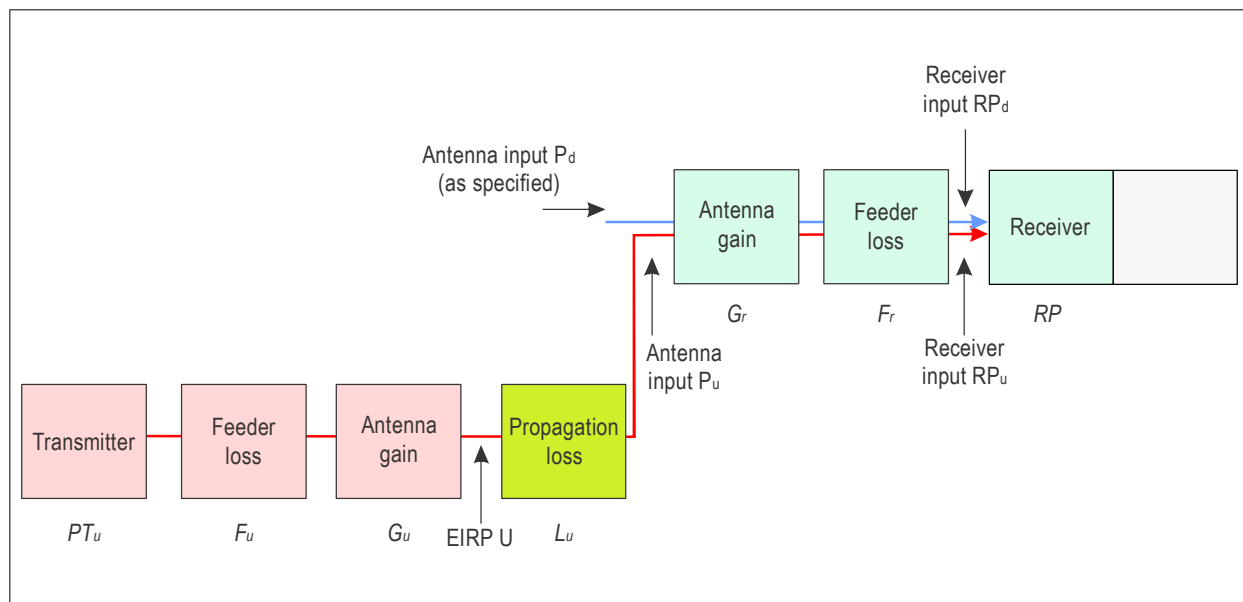 Receiver
input RPd
Antenna input Pd
(as specified)
Antenna
gain
Feeder
loss
Receiver
Gr
Fr
RP
Antenna
input Pu
Receiver
input RPu
Transmitter
Feeder
loss
Antenna
gain
Propagation
loss
PTu
Fu
Gu
EIRP U
Lu